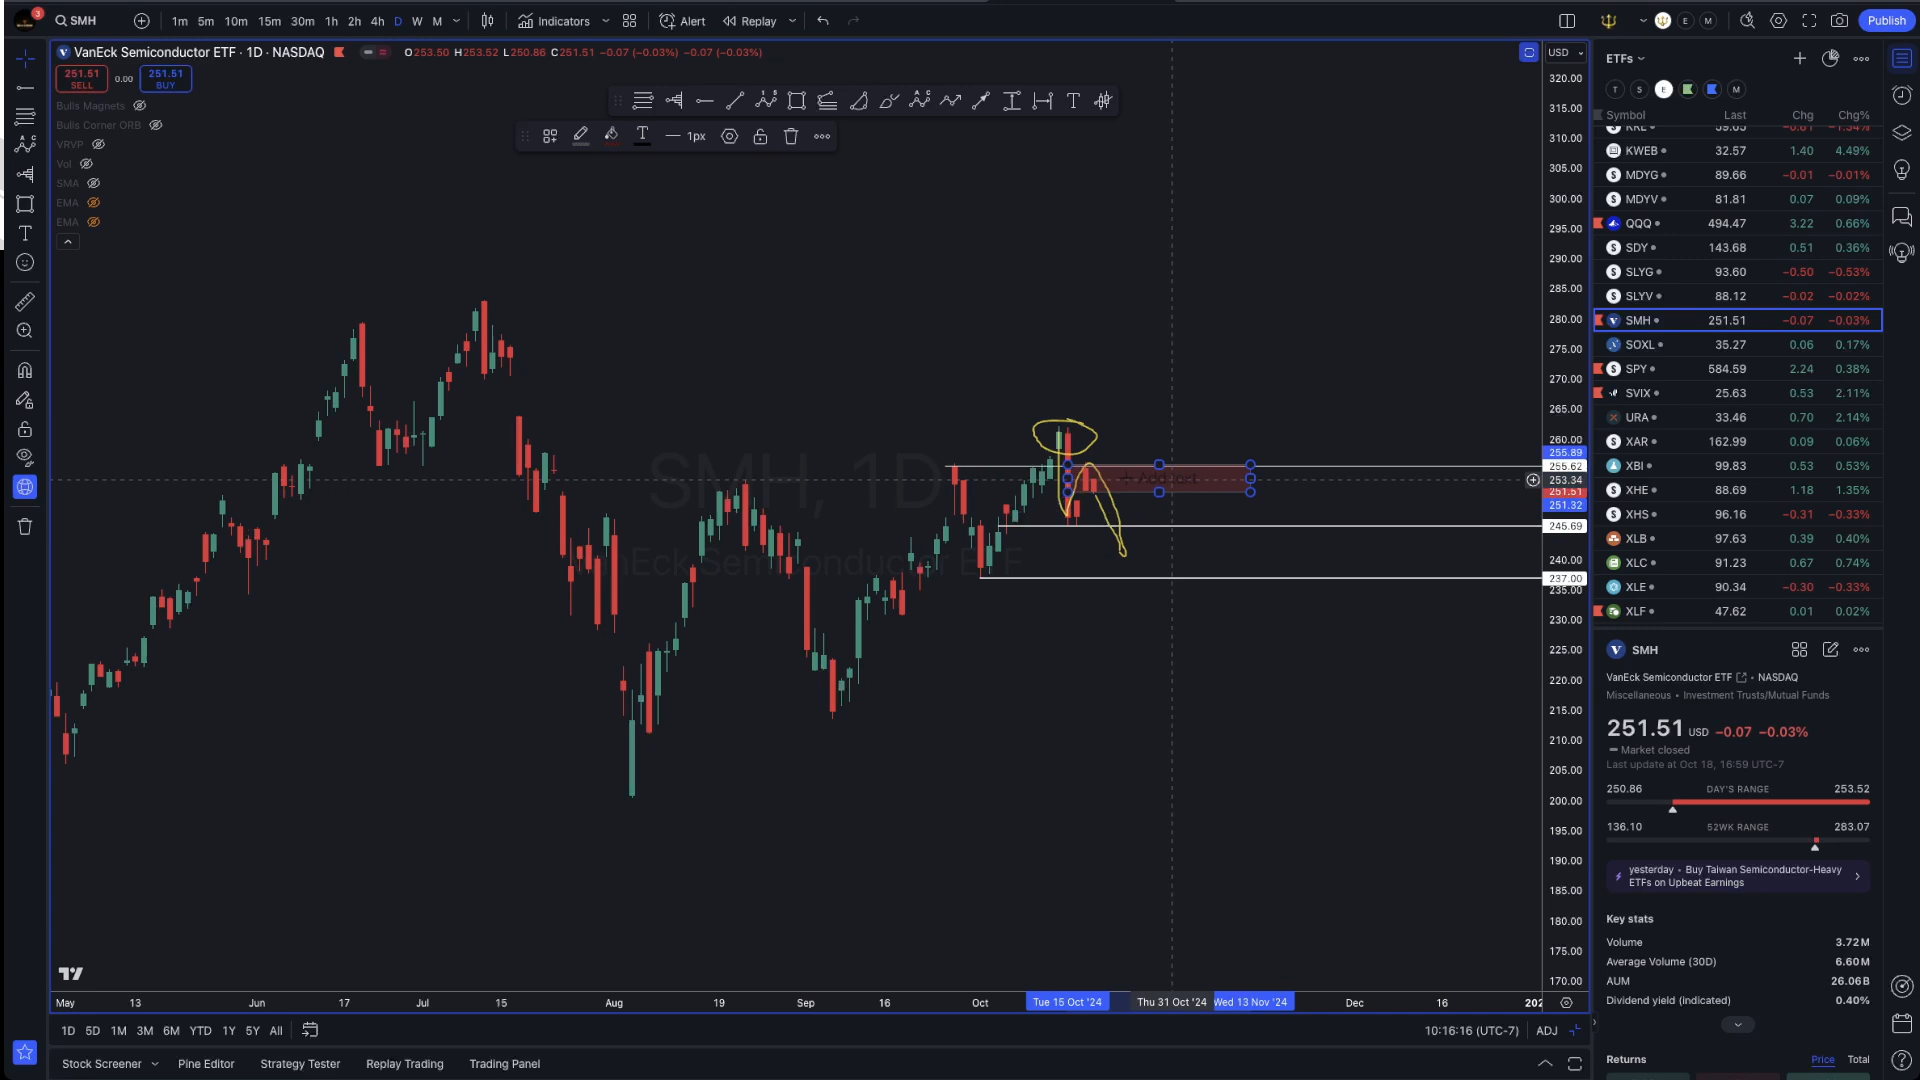 3
SMH
1m 5m 10m 15m 30m 1h 2h 4h D W M
Indicators
Alert
Replay
E M
Publish
VanEck Semiconductor ETF · 1D · NASDAQ
O253.50 H253.52 L250.86 C251.51 −0.07 (−0.03%) −0.07 (−0.03%)
251.51 SELL
0.00
251.51 BUY
Bulls Magnets
Bulls Corner ORB
VRVP
Vol
SMA
EMA
EMA
1px
SMH, 1D
VanEck Semiconductor ETF
+ Add text
USD
320.00
315.00
310.00
305.00
300.00
295.00
290.00
285.00
280.00
275.00
270.00
265.00
260.00
255.89
255.62
253.34
251.51
251.32
245.69
240.00
237.00
235.00
230.00
225.00
220.00
215.00
210.00
205.00
200.00
195.00
190.00
185.00
180.00
175.00
170.00
May 13 Jun 17 Jul 15 Aug 19 Sep 16 Oct Tue 15 Oct '24 Thu 31 Oct '24 Wed 13 Nov '24 Dec 16
1D 5D 1M 3M 6M YTD 1Y 5Y All
10:16:16 (UTC-7) ADJ
Stock Screener Pine Editor Strategy Tester Replay Trading Trading Panel
ETFs
T S E M
Symbol Last Chg Chg%
KRE 59.65 −0.81 −1.34%
KWEB 32.57 1.40 4.49%
MDYG 89.66 −0.01 −0.01%
MDYV 81.81 0.07 0.09%
QQQ 494.47 3.22 0.66%
SDY 143.68 0.51 0.36%
SLYG 93.60 −0.50 −0.53%
SLYV 88.12 −0.02 −0.02%
SMH 251.51 −0.07 −0.03%
SOXL 35.27 0.06 0.17%
SPY 584.59 2.24 0.38%
SVIX 25.63 0.53 2.11%
URA 33.46 0.70 2.14%
XAR 162.99 0.09 0.06%
XBI 99.83 0.53 0.53%
XHE 88.69 1.18 1.35%
XHS 96.16 −0.31 −0.33%
XLB 97.63 0.39 0.40%
XLC 91.23 0.67 0.74%
XLE 90.34 −0.30 −0.33%
XLF 47.62 0.01 0.02%
SMH
VanEck Semiconductor ETF • NASDAQ
Miscellaneous • Investment Trusts/Mutual Funds
251.51 USD −0.07 −0.03%
Market closed
Last update at Oct 18, 16:59 UTC-7
250.86 DAY'S RANGE 253.52
136.10 52WK RANGE 283.07
yesterday • Buy Taiwan Semiconductor-Heavy
ETFs on Upbeat Earnings
Key stats
Volume 3.72M
Average Volume (30D) 6.60M
AUM 26.06B
Dividend yield (indicated) 0.40%
Returns Price Total